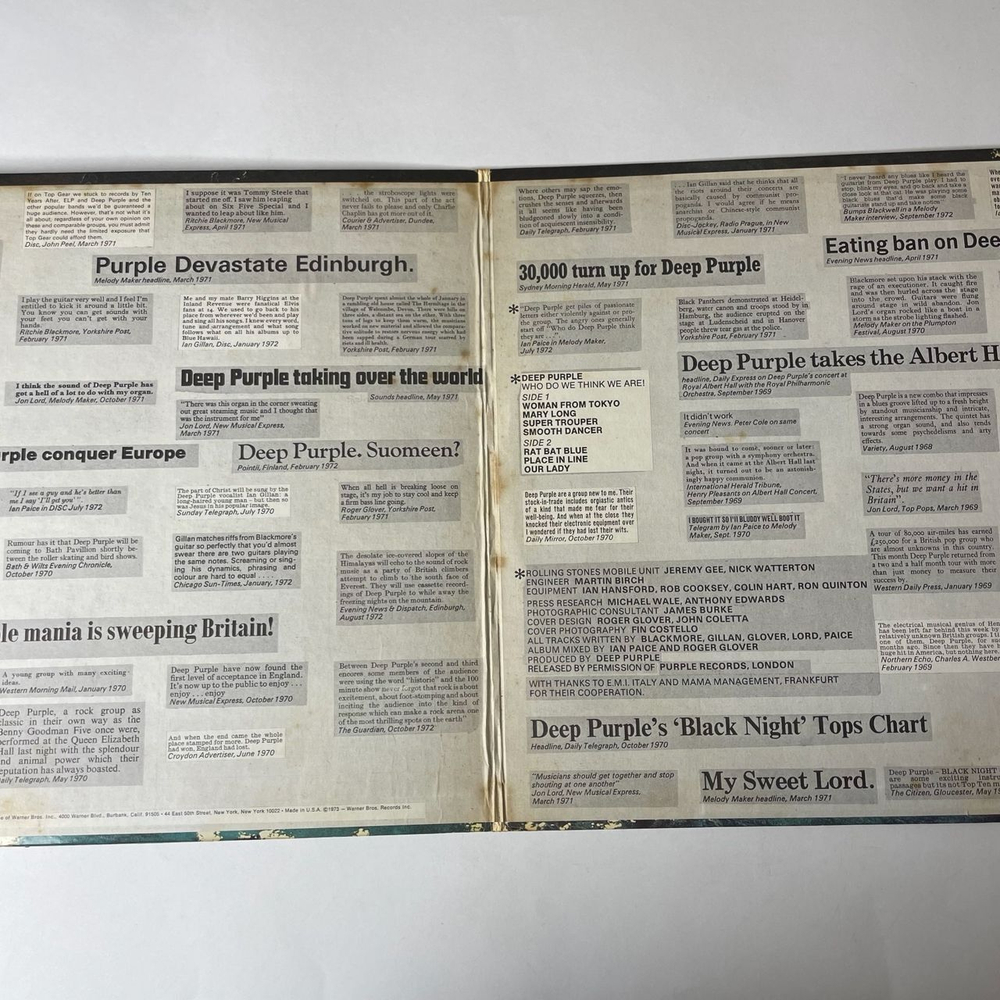 If on Top Gear we stuck to records by Ten
Years After, ELP and Deep Purple and the
other popular bands we'd be guaranteed a
huge audience. However, that's not what it's
all about; regardless of your own opinion on
these and comparable groups, you must admit
they hardly need the limited exposure that
Top Gear could afford them.
Disc, John Peel, March 1971
I suppose it was Tommy Steele that
started me off. I saw him leaping
about on Six Five Special and I
wanted to leap about like him.
Ritchie Blackmore, New Musical
Express, April 1971
... the stroboscope lights were
switched on. This part of the act
never fails to please and only Charlie
Chaplin has got more out of it.
Courier & Advertiser, Dundee,
March 1971
Purple Devastate Edinburgh.
Melody Maker headline, March 1971
I play the guitar very well and I feel I'm
entitled to kick it around a little bit.
You know you can get sounds with
your feet you can't get with your
hands.
Ritchie Blackmore, Yorkshire Post,
February 1971
Me and my mate Barry Higgins at the
Inland Revenue were fanatical Elvis
fans at 14. We used to go back to his
place from wherever we'd been and play
and sing all his songs. I knew every word,
tune and arrangement and what song
follows what on all his albums up to
Blue Hawaii.
Ian Gillan, Disc, January 1972
Deep Purple spent about the whole of January in
a rambling old house called The Hermitage in the
village of Welcombe, Devon. There were hills on
three sides, a distant sea on the other.
Yorkshire Post, February 1971
I think the sound of Deep Purple has
got a hell of a lot to do with my organ.
Jon Lord, Melody Maker, October 1971
Deep Purple taking over the world
Sounds headline, May 1971
"There was this organ in the corner sweating
out great steaming music and I thought that
was the instrument for me"
Jon Lord, New Musical Express,
March 1971
rple conquer Europe
Deep Purple. Suomeen?
Pointii, Finland, February 1972
"If I see a guy and he's better than
me I say 'I'll get you'".
Ian Paice in DISC July 1972
The part of Christ will be sung by the
Deep Purple vocalist Ian Gillan: a
long-haired young man - but then so
was Jesus in his popular image.
Sunday Telegraph, July 1970
When all hell is breaking loose on
stage, it's my job to stay cool and keep
a firm bass line going.
Roger Glover, Yorkshire Post,
February 1971
Rumour has it that Deep Purple will be
coming to Bath Pavilion shortly be-
tween the roller skating and bird shows.
Bath & Wilts Evening Chronicle,
October 1970
Gillan matches riffs from Blackmore's
guitar so perfectly that you'd almost
swear there are two guitars playing
the same notes. Screaming or sing-
ing his dynamics, phrasing and
colour are hard to equal ....
Chicago Sun-Times, January, 1972
The desolate ice-covered slopes of the
Himalayas will echo to the sound of rock
music as a party of British climbers
attempt to climb to the south face of
Everest. They will use cassette record-
ings of Deep Purple to while away the
freezing nights on the mountain.
Evening News & Dispatch, Edinburgh,
August 1972
ple mania is sweeping Britain!
A young group with many exciting
ideas.
Western Morning Mail, January 1970
Deep Purple have now found the
first level of acceptance in England.
It's now up to the public to enjoy . . .
enjoy . . . enjoy
New Musical Express, October 1970
Between Deep Purple's second and third
encore some members of the audience
were using the word "historic" and the 100
minute show never forgot that rock is about
excitement, about foot-stomping and about
inciting the audience into the kind of
response which can make a rock arena one
of the most thrilling spots on the earth"
The Guardian, October 1972
Deep Purple, a rock group as
classic in their own way as the
Benny Goodman Five once were,
performed at the Queen Elizabeth
Hall last night with the splendour
and animal power which their
reputation has always boasted.
Daily Telegraph, May 1970
And when the end came the whole
place stamped for more. Deep Purple
had won, England had lost.
Croydon Advertiser, June 1970
of Warner Bros. Inc., 4000 Warner Blvd., Burbank, Calif. 91505 • 44 East 50th Street, New York, New York 10022 • Made in U.S.A. ©1973 — Warner Bros. Records Inc.
Where others may sap the emo-
tions, Deep Purple squeezes, then
drowns and squeezes and afterwards
it all seems like having been
bludgeoned slowly into a condi-
tion of acquiescent insensibility.
Daily Telegraph, February 1971
. . . Ian Gillan said that he thinks that all
the riots around their concerts are
basically caused by continual pro-
paganda. I would agree if he means
anarchist or Chinese-style communist
propaganda.
Disc-Jockey, Radio Prague, in New
Musical Express, January 1971
"I never heard any blues like I heard the
guitarist from Deep Purple play. I had to
stop, blink my eyes, and go back and take a
close look at that cat. He was playing some
Bumps Blackwell in a Melody
Maker interview, September 1972
Eating ban on Dee
Evening News headline, April 1971
30,000 turn up for Deep Purple
Sydney Morning Herald, May 1971
* "Deep Purple get piles of passionate
letters either violently against or pro-
the group. The angry ones generally
start off "Who do Deep Purple think
they are . . ."
Ian Paice in Melody Maker,
July 1972
Black Panthers demonstrated at Heidel-
berg, water cannon and troops stood by in
Hamburg, the audience erupted on the
stage at Ludenscheid and in Hanover
people threw tear gas at the police.
Yorkshire Post, February 1971
Blackmore set upon his stack with the
rage of an executioner. It caught fire
and was then hurled across the stage
into the crowd. Guitars were flung
around stage in wild abandon. Jon
Lord's organ rocked like a boat in a
storm as the strobe lighting flashed.
Melody Maker on the Plumpton
Festival, August 1970
Deep Purple takes the Albert H
headline, Daily Express on Deep Purple's concert at
Royal Albert Hall with the Royal Philharmonic
Orchestra, September 1969
* DEEP PURPLE
WHO DO WE THINK WE ARE!
SIDE 1
WOMAN FROM TOKYO
MARY LONG
SUPER TROUPER
SMOOTH DANCER
SIDE 2
RAT BAT BLUE
PLACE IN LINE
OUR LADY
It didn't work
Evening News. Peter Cole on same
concert
Deep Purple is a new combo that impresses
in a blues groove lifted up to a fresh height
by standout musicianship and intricate,
interesting arrangements. The quintet has
a strong organ sound, and also tends
towards some psychedelisms and arty
effects.
Variety, August 1968
It was bound to come, sooner or later:
a pop group with a symphony orchestra.
And when it came at the Albert Hall last
night, it turned out to be an astonish-
ingly happy communion.
International Herald Tribune,
Henry Pleasants on Albert Hall Concert,
September 1969
"There's more money in the
States, but we want a hit in
Britain".
Jon Lord, Top Pops, March 1969
Deep Purple are a group new to me. Their
stock-in-trade includes orgiastic antics
of a kind that made me fear for their
well-being. And when at the close they
knocked their electronic equipment over
I wondered if they had lost their wits.
Daily Mirror, October 1970
I BOUGHT IT SO I'll BLUDDY WELL BOOT IT
Telegram by Ian Paice to Melody
Maker, Sept. 1970
A tour of 80,000 air-miles has earned
£250,000 for a British pop group who
are almost unknown in this country.
This month Deep Purple returned from
a two and a half month tour with more
than just money to measure their
success by.
Western Daily Press, January 1969
* ROLLING STONES MOBILE UNIT JEREMY GEE, NICK WATTERTON
ENGINEER MARTIN BIRCH
EQUIPMENT IAN HANSFORD, ROB COOKSEY, COLIN HART, RON QUINTON
PRESS RESEARCH MICHAEL WALE, ANTHONY EDWARDS
PHOTOGRAPHIC CONSULTANT JAMES BURKE
COVER DESIGN ROGER GLOVER, JOHN COLETTA
COVER PHOTOGRAPHY FIN COSTELLO
ALL TRACKS WRITTEN BY BLACKMORE, GILLAN, GLOVER, LORD, PAICE
ALBUM MIXED BY IAN PAICE AND ROGER GLOVER
PRODUCED BY DEEP PURPLE
RELEASED BY PERMISSION OF PURPLE RECORDS, LONDON
WITH THANKS TO E.M.I. ITALY AND MAMA MANAGEMENT, FRANKFURT
FOR THEIR COOPERATION.
The electrical musical genius of Hen
has been left far behind this week by
relatively unknown British groups. I th
one of them, Deep Purple, for su
months ago. Since then they have h
huge hit in America, but nothing here.
Northern Echo, Charles A. Westber
February 1969
Deep Purple's 'Black Night' Tops Chart
Headline, Daily Telegraph, October 1970
"Musicians should get together and stop
shouting at one another"
Jon Lord, New Musical Express,
March 1971
My Sweet Lord.
Melody Maker headline, March 1971
Deep Purple – BLACK NIGHT
are some exciting instru
passages but its not Top Ten m
The Citizen, Gloucester, May 1